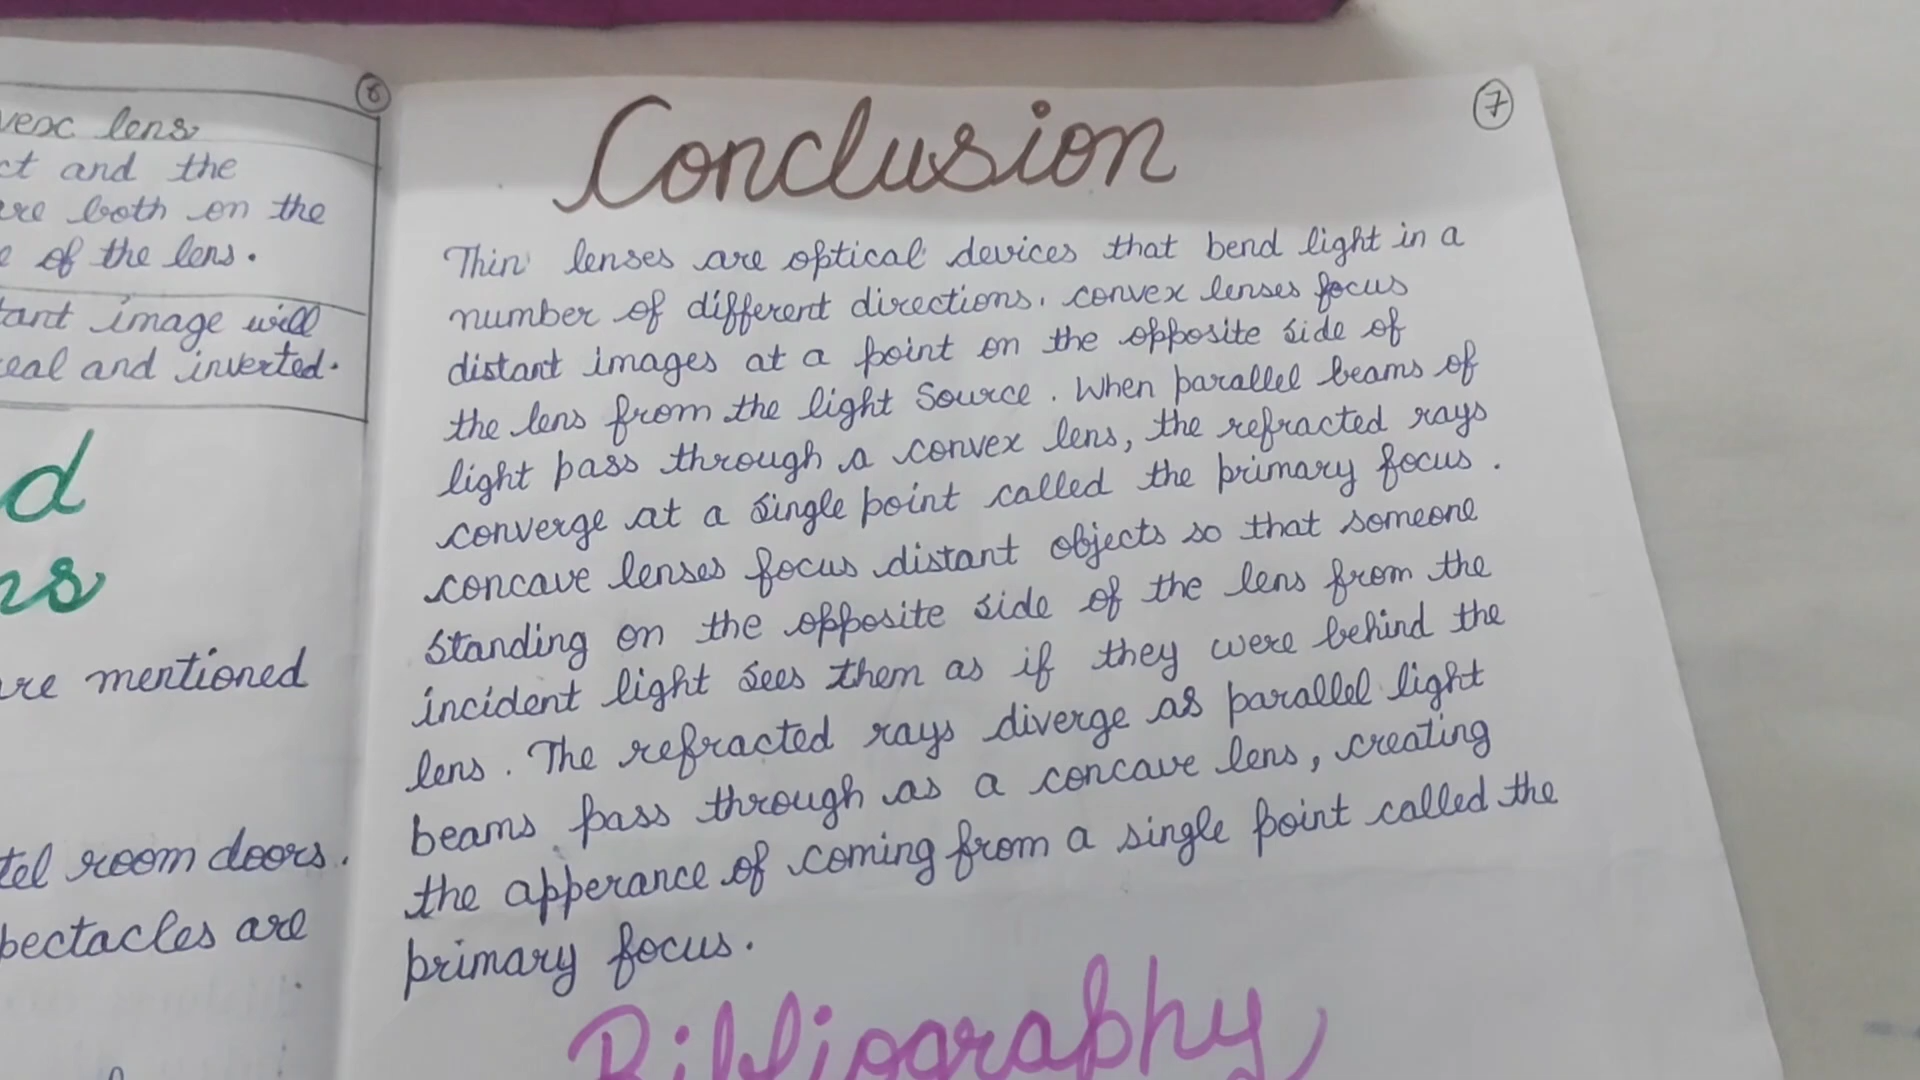 6
vex lens
ct and the
are both on the
e of the lens.
tant image will
real and inverted.
d
ns
are mentioned
tel room doors.
pectacles are
7
Conclusion
Thin lenses are optical devices that bend light in a
number of different directions. convex lenses focus
distant images at a point on the opposite side of
the lens from the light Source. When parallel beams of
light pass through a convex lens, the refracted rays
converge at a single point called the primary focus.
concave lenses focus distant objects so that someone
standing on the opposite side of the lens from the
incident light sees them as if they were behind the
lens. The refracted rays diverge as parallel light
beams pass through as a concave lens, creating
the apperance of coming from a single point called the
primary focus.
Bibliography